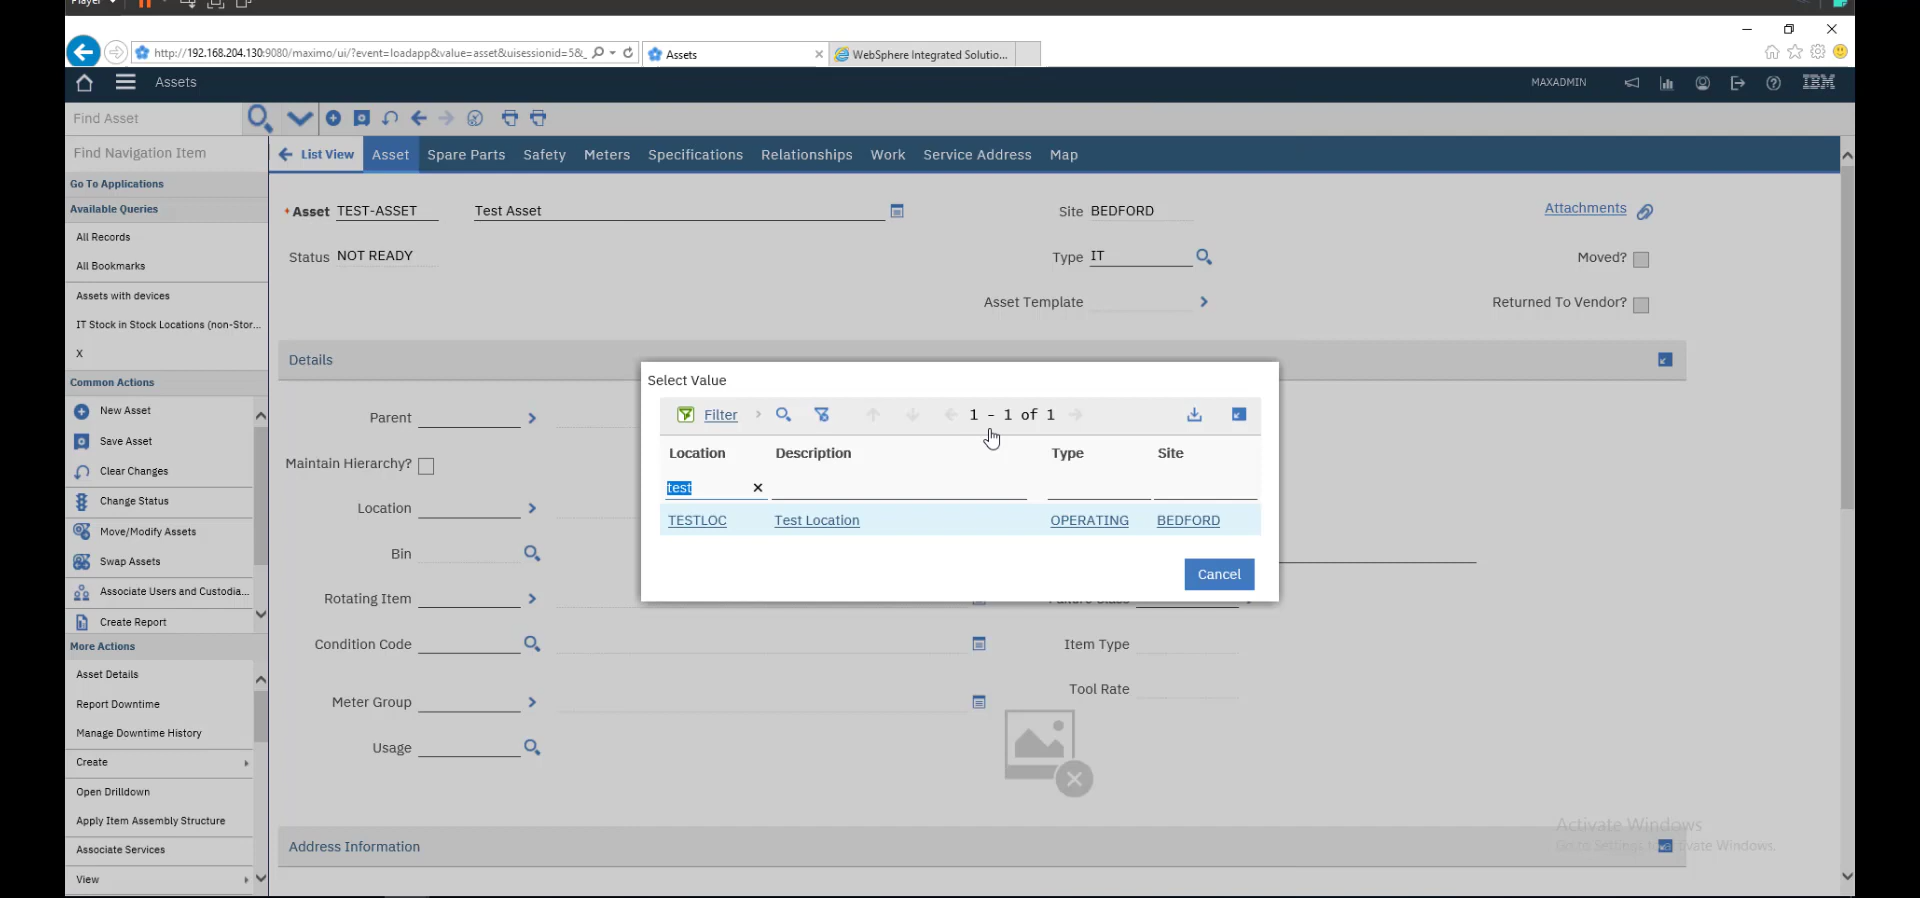 Player
http://192.168.204.130:9080/maximo/ui/?event=loadapp&value=asset&uisessionid=5&_
Assets
WebSphere Integrated Solutio...
Assets
MAXADMIN
IBM
Find Asset
Find Navigation Item
List View
Asset
Spare Parts
Safety
Meters
Specifications
Relationships
Work
Service Address
Map
Go To Applications
Available Queries
All Records
All Bookmarks
Assets with devices
IT Stock in Stock Locations (non-Stor...
X
Common Actions
New Asset
Save Asset
Clear Changes
Change Status
Move/Modify Assets
Swap Assets
Associate Users and Custodia...
Create Report
More Actions
Asset Details
Report Downtime
Manage Downtime History
Create
Open Drilldown
Apply Item Assembly Structure
Associate Services
View
* Asset TEST-ASSET
Test Asset
Site BEDFORD
Attachments
Status NOT READY
Type IT
Moved?
Asset Template
Returned To Vendor?
Details
Parent
Maintain Hierarchy?
Location
Bin
Rotating Item
Condition Code
Item Type
Tool Rate
Meter Group
Usage
Select Value
Filter
1 - 1 of 1
Location Description Type Site
test
TESTLOC Test Location OPERATING BEDFORD
Cancel
Address Information
Activate Windows